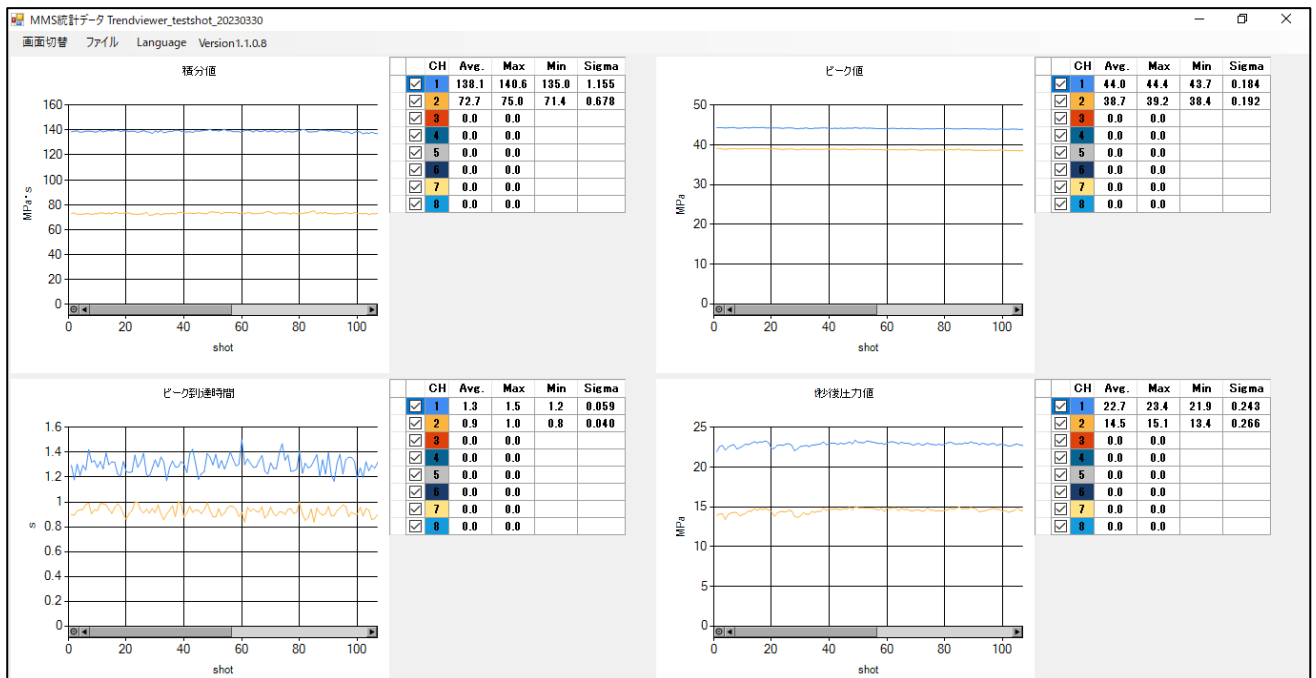 MMS統計データ Trendviewer_testshot_20230330
画面切替 ファイル Language Version1.1.0.8
積分値
160
140
120
100
80
60
40
20
0
MPa・s
0 20 40 60 80 100
shot
CH Avg. Max Min Sigma
1 138.1 140.6 135.0 1.155
2 72.7 75.0 71.4 0.678
3 0.0 0.0
4 0.0 0.0
5 0.0 0.0
6 0.0 0.0
7 0.0 0.0
8 0.0 0.0
ピーク値
50
40
30
20
10
0
MPa
0 20 40 60 80 100
shot
CH Avg. Max Min Sigma
1 44.0 44.4 43.7 0.184
2 38.7 39.2 38.4 0.192
3 0.0 0.0
4 0.0 0.0
5 0.0 0.0
6 0.0 0.0
7 0.0 0.0
8 0.0 0.0
ピーク到達時間
1.6
1.4
1.2
1
0.8
0.6
0.4
0.2
0
s
0 20 40 60 80 100
shot
CH Avg. Max Min Sigma
1 1.3 1.5 1.2 0.059
2 0.9 1.0 0.8 0.040
3 0.0 0.0
4 0.0 0.0
5 0.0 0.0
6 0.0 0.0
7 0.0 0.0
8 0.0 0.0
t秒後圧力値
25
20
15
10
5
0
MPa
0 20 40 60 80 100
shot
CH Avg. Max Min Sigma
1 22.7 23.4 21.9 0.243
2 14.5 15.1 13.4 0.266
3 0.0 0.0
4 0.0 0.0
5 0.0 0.0
6 0.0 0.0
7 0.0 0.0
8 0.0 0.0